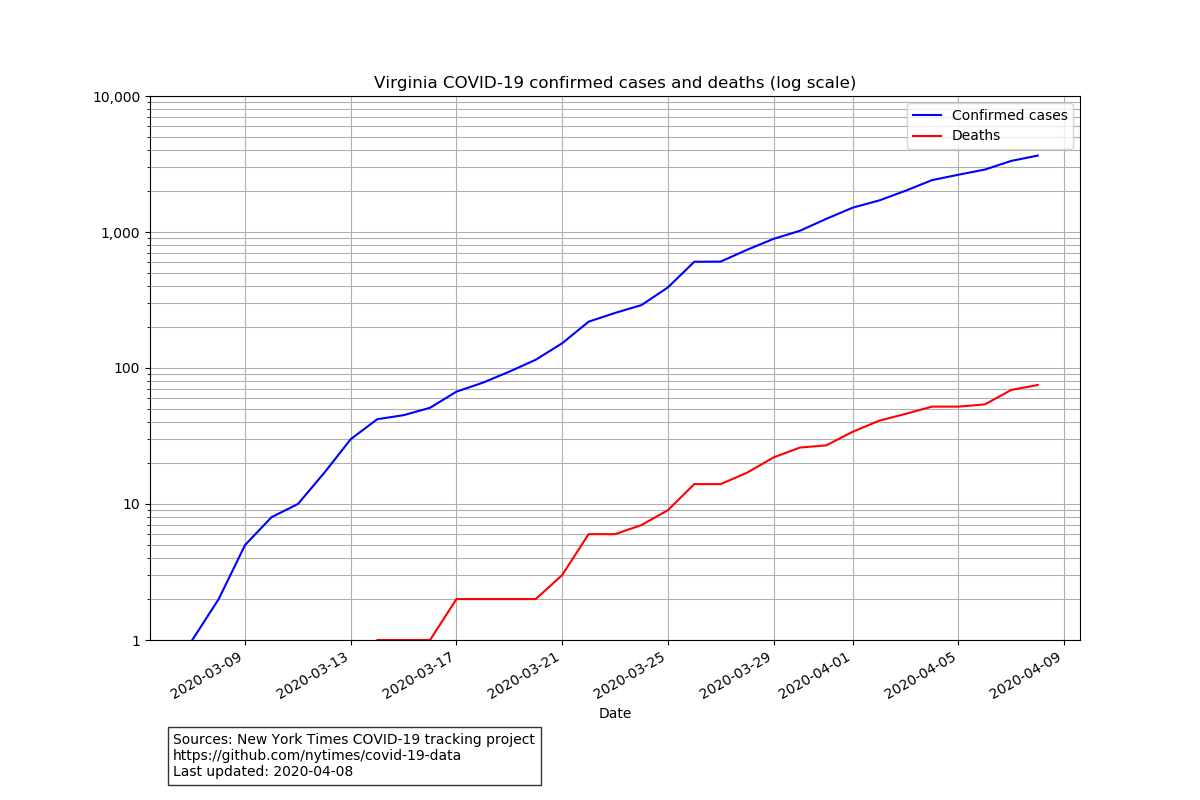 Virginia COVID-19 confirmed cases and deaths (log scale)
10,000
1,000
100
10
1
Confirmed cases
Deaths
2020-03-09
2020-03-13
2020-03-17
2020-03-21
2020-03-25
2020-03-29
2020-04-01
2020-04-05
2020-04-09
Date
Sources: New York Times COVID-19 tracking project
https://github.com/nytimes/covid-19-data
Last updated: 2020-04-08